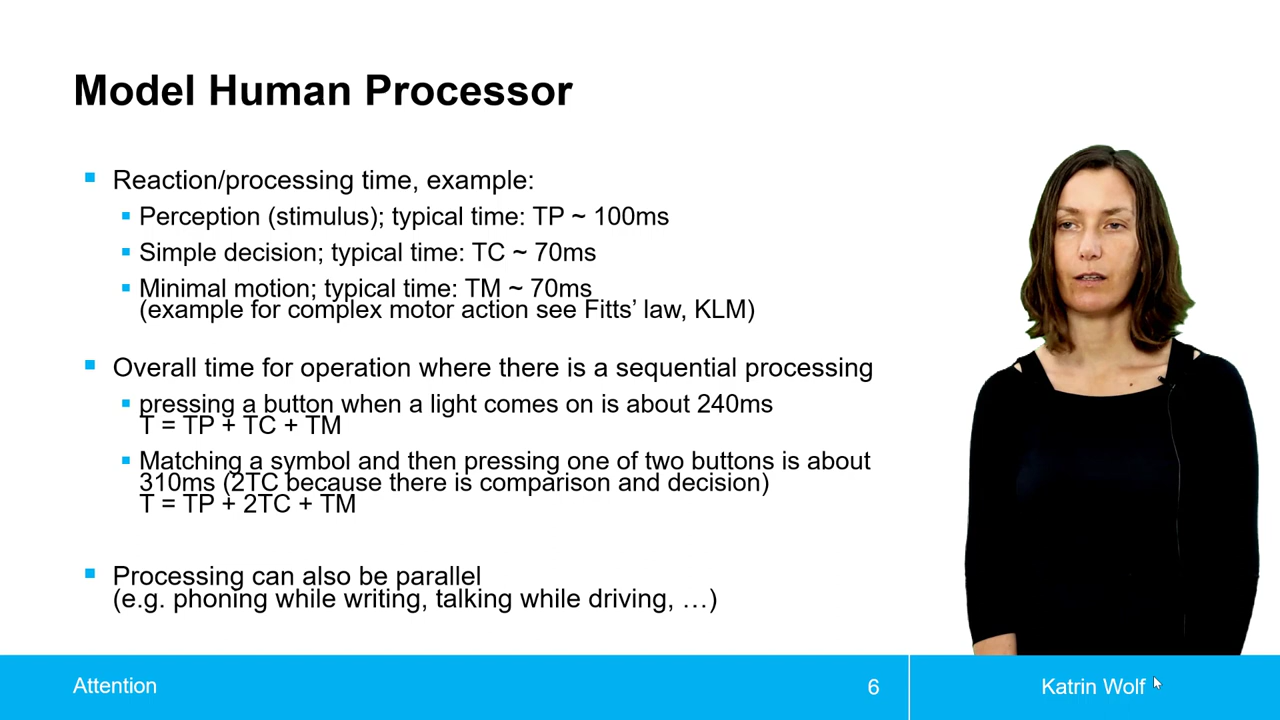 Model Human Processor
Reaction/processing time, example:
Perception (stimulus); typical time: TP ~ 100ms
Simple decision; typical time: TC ~ 70ms
Minimal motion; typical time: TM ~ 70ms
(example for complex motor action see Fitts’ law, KLM)
Overall time for operation where there is a sequential processing
pressing a button when a light comes on is about 240ms
T = TP + TC + TM
Matching a symbol and then pressing one of two buttons is about
310ms (2TC because there is comparison and decision)
T = TP + 2TC + TM
Processing can also be parallel
(e.g. phoning while writing, talking while driving, …)
Attention
6
Katrin Wolf